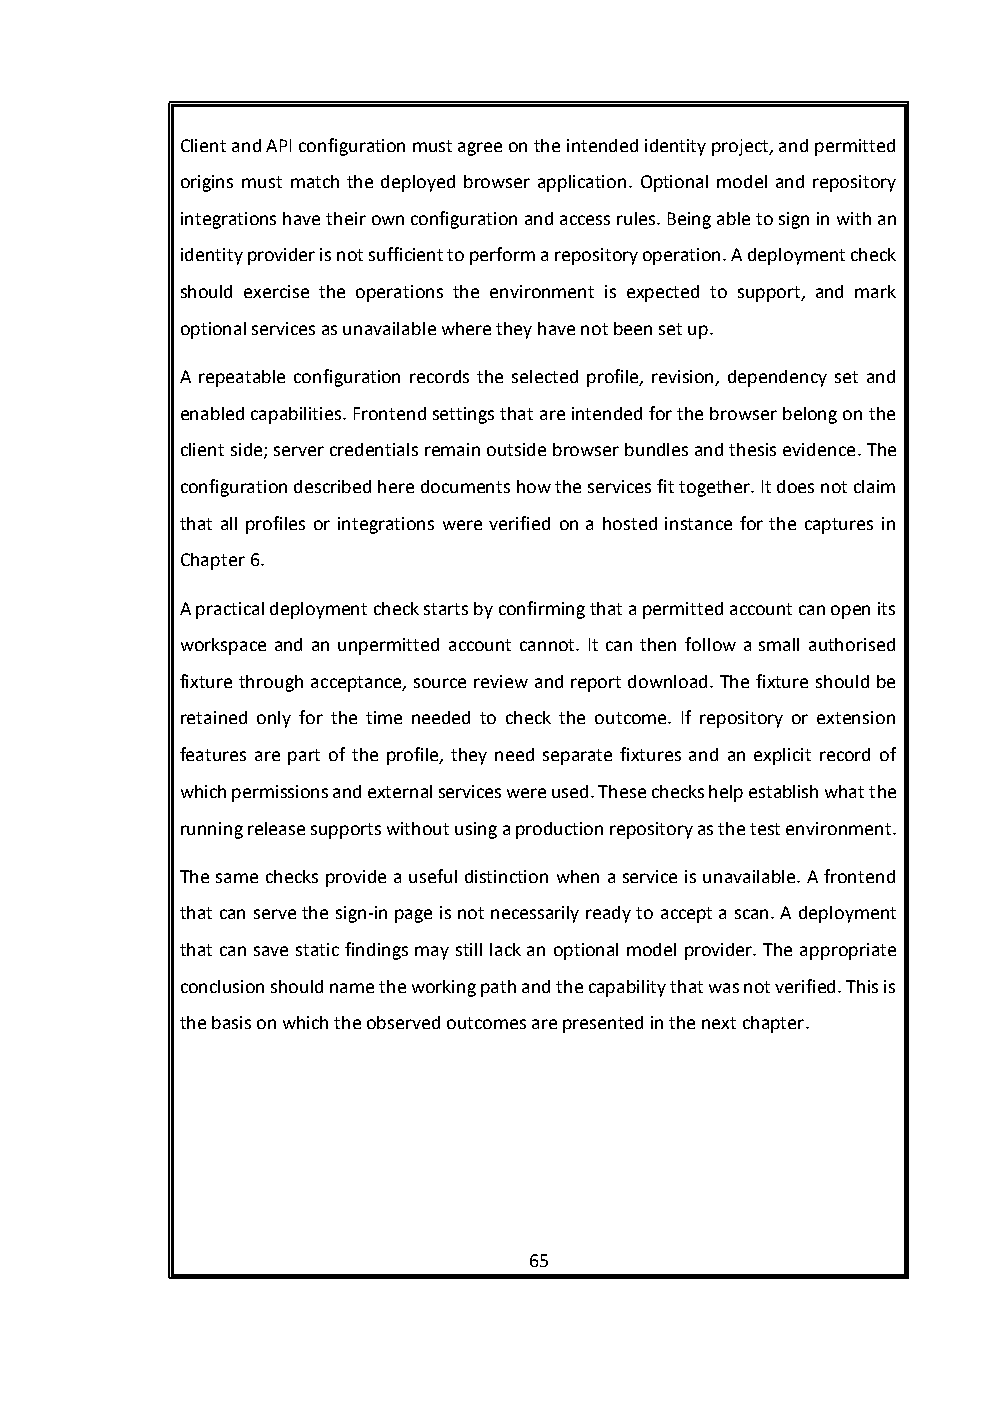 Client and API configuration must agree on the intended identity project, and permitted
origins must match the deployed browser application. Optional model and repository
integrations have their own configuration and access rules. Being able to sign in with an
identity provider is not sufficient to perform a repository operation. A deployment check
should exercise the operations the environment is expected to support, and mark
optional services as unavailable where they have not been set up.
A repeatable configuration records the selected profile, revision, dependency set and
enabled capabilities. Frontend settings that are intended for the browser belong on the
client side; server credentials remain outside browser bundles and thesis evidence. The
configuration described here documents how the services fit together. It does not claim
that all profiles or integrations were verified on a hosted instance for the captures in
Chapter 6.
A practical deployment check starts by confirming that a permitted account can open its
workspace and an unpermitted account cannot. It can then follow a small authorised
fixture through acceptance, source review and report download. The fixture should be
retained only for the time needed to check the outcome. If repository or extension
features are part of the profile, they need separate fixtures and an explicit record of
which permissions and external services were used. These checks help establish what the
running release supports without using a production repository as the test environment.
The same checks provide a useful distinction when a service is unavailable. A frontend
that can serve the sign-in page is not necessarily ready to accept a scan. A deployment
that can save static findings may still lack an optional model provider. The appropriate
conclusion should name the working path and the capability that was not verified. This is
the basis on which the observed outcomes are presented in the next chapter.
65